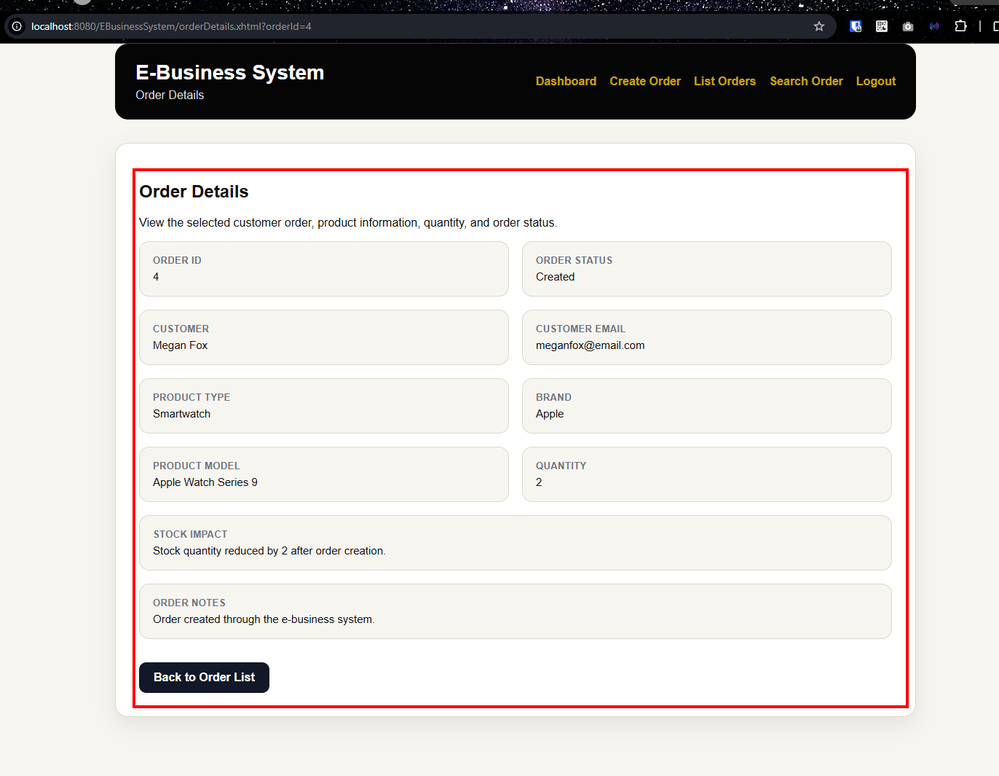 localhost:8080/EBusinessSystem/orderDetails.xhtml?orderId=4
E-Business System
Order Details
Dashboard Create Order List Orders Search Order Logout
Order Details
View the selected customer order, product information, quantity, and order status.
ORDER ID
4
ORDER STATUS
Created
CUSTOMER
Megan Fox
CUSTOMER EMAIL
meganfox@email.com
PRODUCT TYPE
Smartwatch
BRAND
Apple
PRODUCT MODEL
Apple Watch Series 9
QUANTITY
2
STOCK IMPACT
Stock quantity reduced by 2 after order creation.
ORDER NOTES
Order created through the e-business system.
Back to Order List